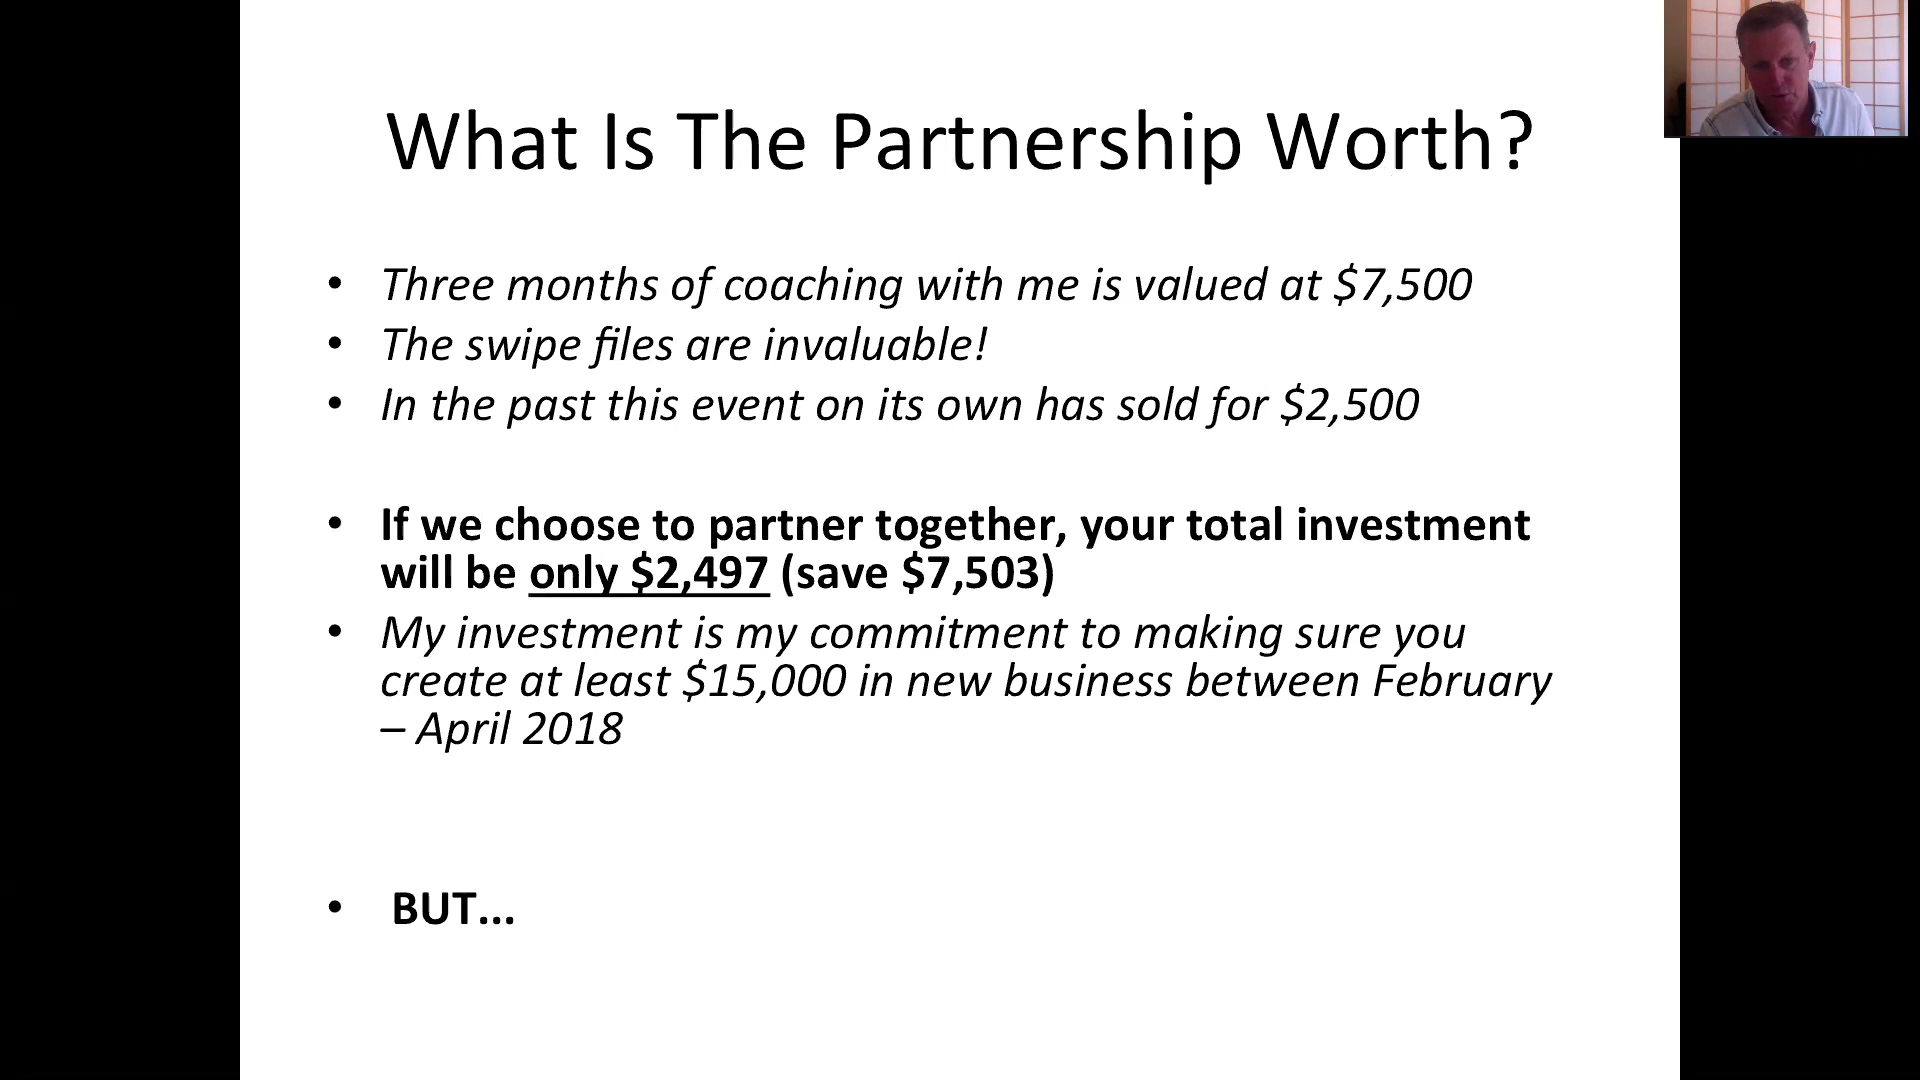 What Is The Partnership Worth?
• Three months of coaching with me is valued at $7,500
• The swipe files are invaluable!
• In the past this event on its own has sold for $2,500
• If we choose to partner together, your total investment
will be only $2,497 (save $7,503)
• My investment is my commitment to making sure you
create at least $15,000 in new business between February
– April 2018
• BUT...